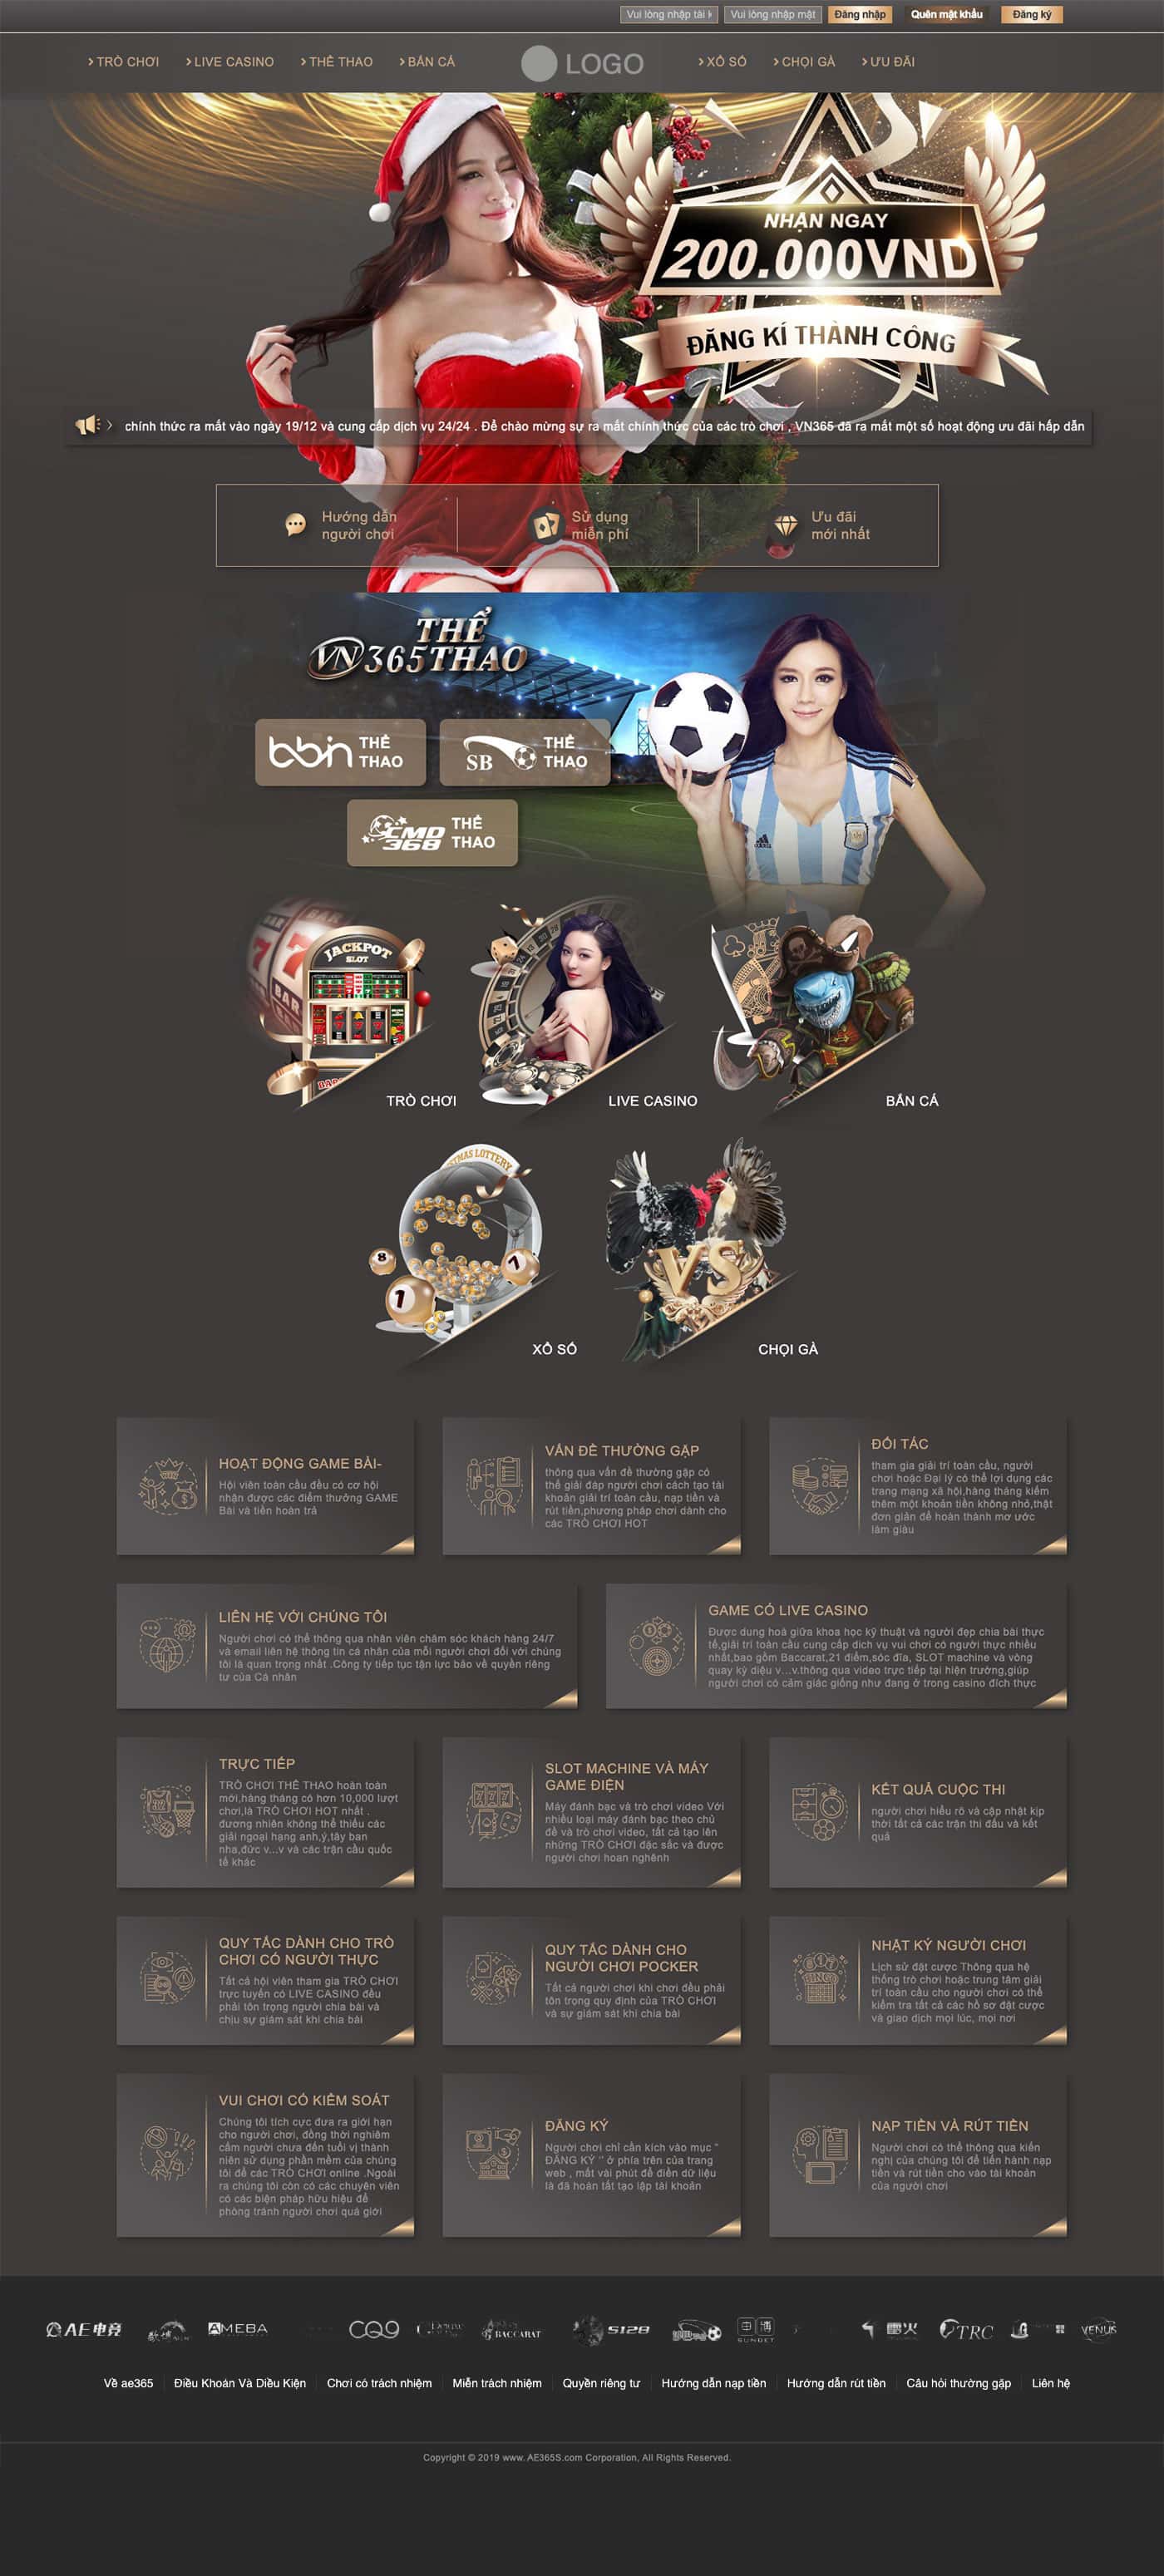 Vui lòng nhập tài k
Vui lòng nhập mật
Đăng nhập
Quên mật khẩu
Đăng ký
TRÒ CHƠI
LIVE CASINO
THỂ THAO
BẮN CÁ
LOGO
XỔ SỐ
CHỌI GÀ
ƯU ĐÃI
NHẬN NGAY
200.000VND
ĐĂNG KÍ THÀNH CÔNG
chính thức ra mắt vào ngày 19/12 và cung cấp dịch vụ 24/24 . Để chào mừng sự ra mắt chính thức của các trò chơi , VN365 đã ra mắt một số hoạt động ưu đãi hấp dẫn
Hướng dẫn
người chơi
Sử dụng
miễn phí
Ưu đãi
mới nhất
THỂ
VN365THAO
bbin THỂ
THAO
SB THỂ
THAO
CMD
368
THỂ
THAO
JACKPOT
SLOT
TRÒ CHƠI
LIVE CASINO
BẮN CÁ
LOTTERY
8
7
1
VS
XỔ SỐ
CHỌI GÀ
HOẠT ĐỘNG GAME BÀI-
Hội viên toàn cầu đều có cơ hội
nhận được các điểm thưởng GAME
Bài và tiền hoàn trả
VẤN ĐỀ THƯỜNG GẶP
thông qua vấn đề thường gặp có
thể giải đáp người chơi cách tạo tài
khoản giải trí toàn cầu, nạp tiền và
rút tiền,phương pháp chơi dành cho
các TRÒ CHƠI HOT
ĐỐI TÁC
tham gia giải trí toàn cầu, người
chơi hoặc Đại lý có thể lợi dụng các
trang mạng xã hội,hàng tháng kiếm
thêm một khoản tiền không nhỏ,thật
đơn giản để hoàn thành mơ ước
làm giàu
LIÊN HỆ VỚI CHÚNG TÔI
Người chơi có thể thông qua nhân viên chăm sóc khách hàng 24/7
và email liên hệ thông tin cá nhân của mỗi người chơi đối với chúng
tôi là quan trọng nhất .Công ty tiếp tục tận lực bảo vệ quyền riêng
tư của Cá nhân
GAME CÓ LIVE CASINO
Được dung hoà giữa khoa học kỹ thuật và người đẹp chia bài thực
tế,giải trí toàn cầu cung cấp dich vụ vui chơi có người thực nhiều
nhất,bao gồm Baccarat,21 điểm,sóc đĩa, SLOT machine và vòng
quay kỳ diệu v...v.thông qua video trực tiếp tại hiện trường,giúp
người chơi có cảm giác giống như đang ở trong casino đích thực
TRỰC TIẾP
TRÒ CHƠI THỂ THAO hoàn toàn
mới,hàng tháng có hơn 10,000 lượt
chơi,là TRÒ CHƠI HOT nhất .
đương nhiên không thể thiếu các
giải ngoại hạng anh,ý,tây ban
nha,đức v...v và các trận cầu quốc
tế khác
SLOT MACHINE VÀ MÁY
GAME ĐIỆN
Máy đánh bạc và trò chơi video Với
nhiều loại máy đánh bạc theo chủ
đề và trò chơi video, tất cả tạo lên
những TRÒ CHƠI đặc sắc và được
người chơi hoan nghênh
KẾT QUẢ CUỘC THI
người chơi hiểu rõ và cập nhật kịp
thời tất cả các trận thi đấu và kết
quả
QUY TẮC DÀNH CHO TRÒ
CHƠI CÓ NGƯỜI THỰC
Tất cả hội viên tham gia TRÒ CHƠI
trực tuyến có LIVE CASINO đều
phải tôn trọng người chia bài và
chịu sự giám sát khi chia bài
QUY TẮC DÀNH CHO
NGƯỜI CHƠI POCKER
Tất cả người chơi khi chơi đều phải
tôn trọng quy định của TRÒ CHƠI
và sự giám sát khi chia bài
NHẬT KÝ NGƯỜI CHƠI
Lịch sử đặt cược Thông qua hệ
thống trò chơi hoặc trung tâm giải
trí toàn cầu cho người chơi có thể
kiểm tra tất cả các hồ sơ đặt cược
và giao dịch mọi lúc, mọi nơi
VUI CHƠI CÓ KIỂM SOÁT
Chúng tôi tích cực đưa ra giới hạn
cho người chơi, đồng thời nghiêm
cấm người chưa đến tuổi vị thành
niên sử dụng phần mềm của chúng
tôi để các TRÒ CHƠI online .Ngoài
ra chúng tôi còn có các chuyên viên
có các biện pháp hữu hiệu để
phòng tránh người chơi quá giới
ĐĂNG KÝ
Người chơi chỉ cần kích vào mục "
ĐĂNG KÝ " ở phía trên của trang
web , mất vài phút để điền dữ liệu
là đã hoàn tất tạo lập tài khoản
NẠP TIỀN VÀ RÚT TIỀN
Người chơi có thể thông qua kiến
nghị của chúng tôi để tiến hành nạp
tiền và rút tiền cho vào tài khoản
của người chơi
AE电竞
AMEBA
CQ9
BACCARAT
S128
申博
SUNBET
雷火
TRC
VENUS
Về ae365
Điều Khoản Và Diều Kiện
Chơi có trách nhiệm
Miễn trách nhiệm
Quyền riêng tư
Hướng dẫn nạp tiền
Hướng dẫn rút tiền
Câu hỏi thường gặp
Liên hệ
Copyright © 2019 www. AE365S.com Corporation, All Rights Reserved.